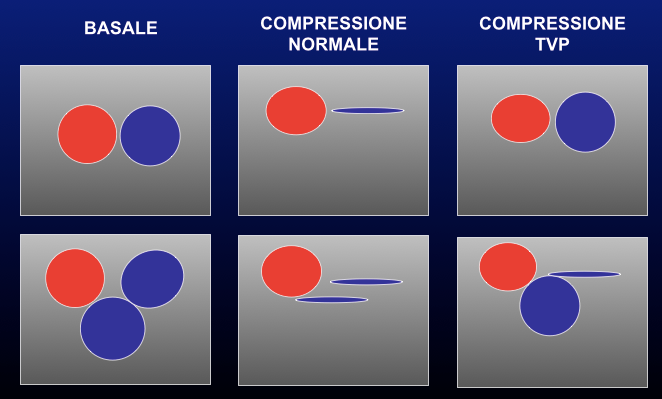 BASALE
COMPRESSIONE
NORMALE
COMPRESSIONE
TVP